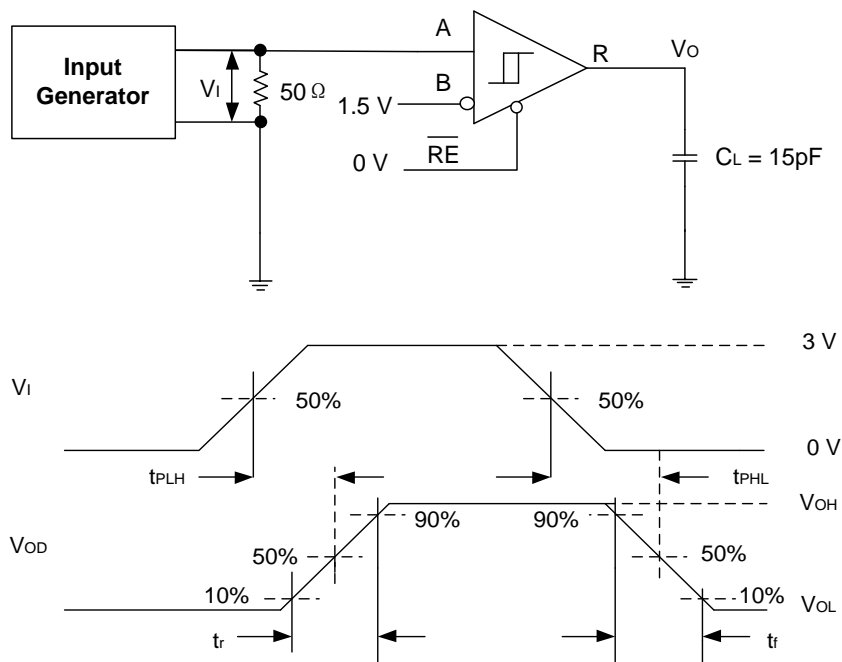 Input
Generator
VI
50 Ω
A
B
1.5 V
RE
0 V
R
VO
CL = 15pF
3 V
VI
50%
50%
0 V
tPLH
tPHL
VOH
90%
90%
VOD
50%
50%
10%
10%
VOL
tr
tf